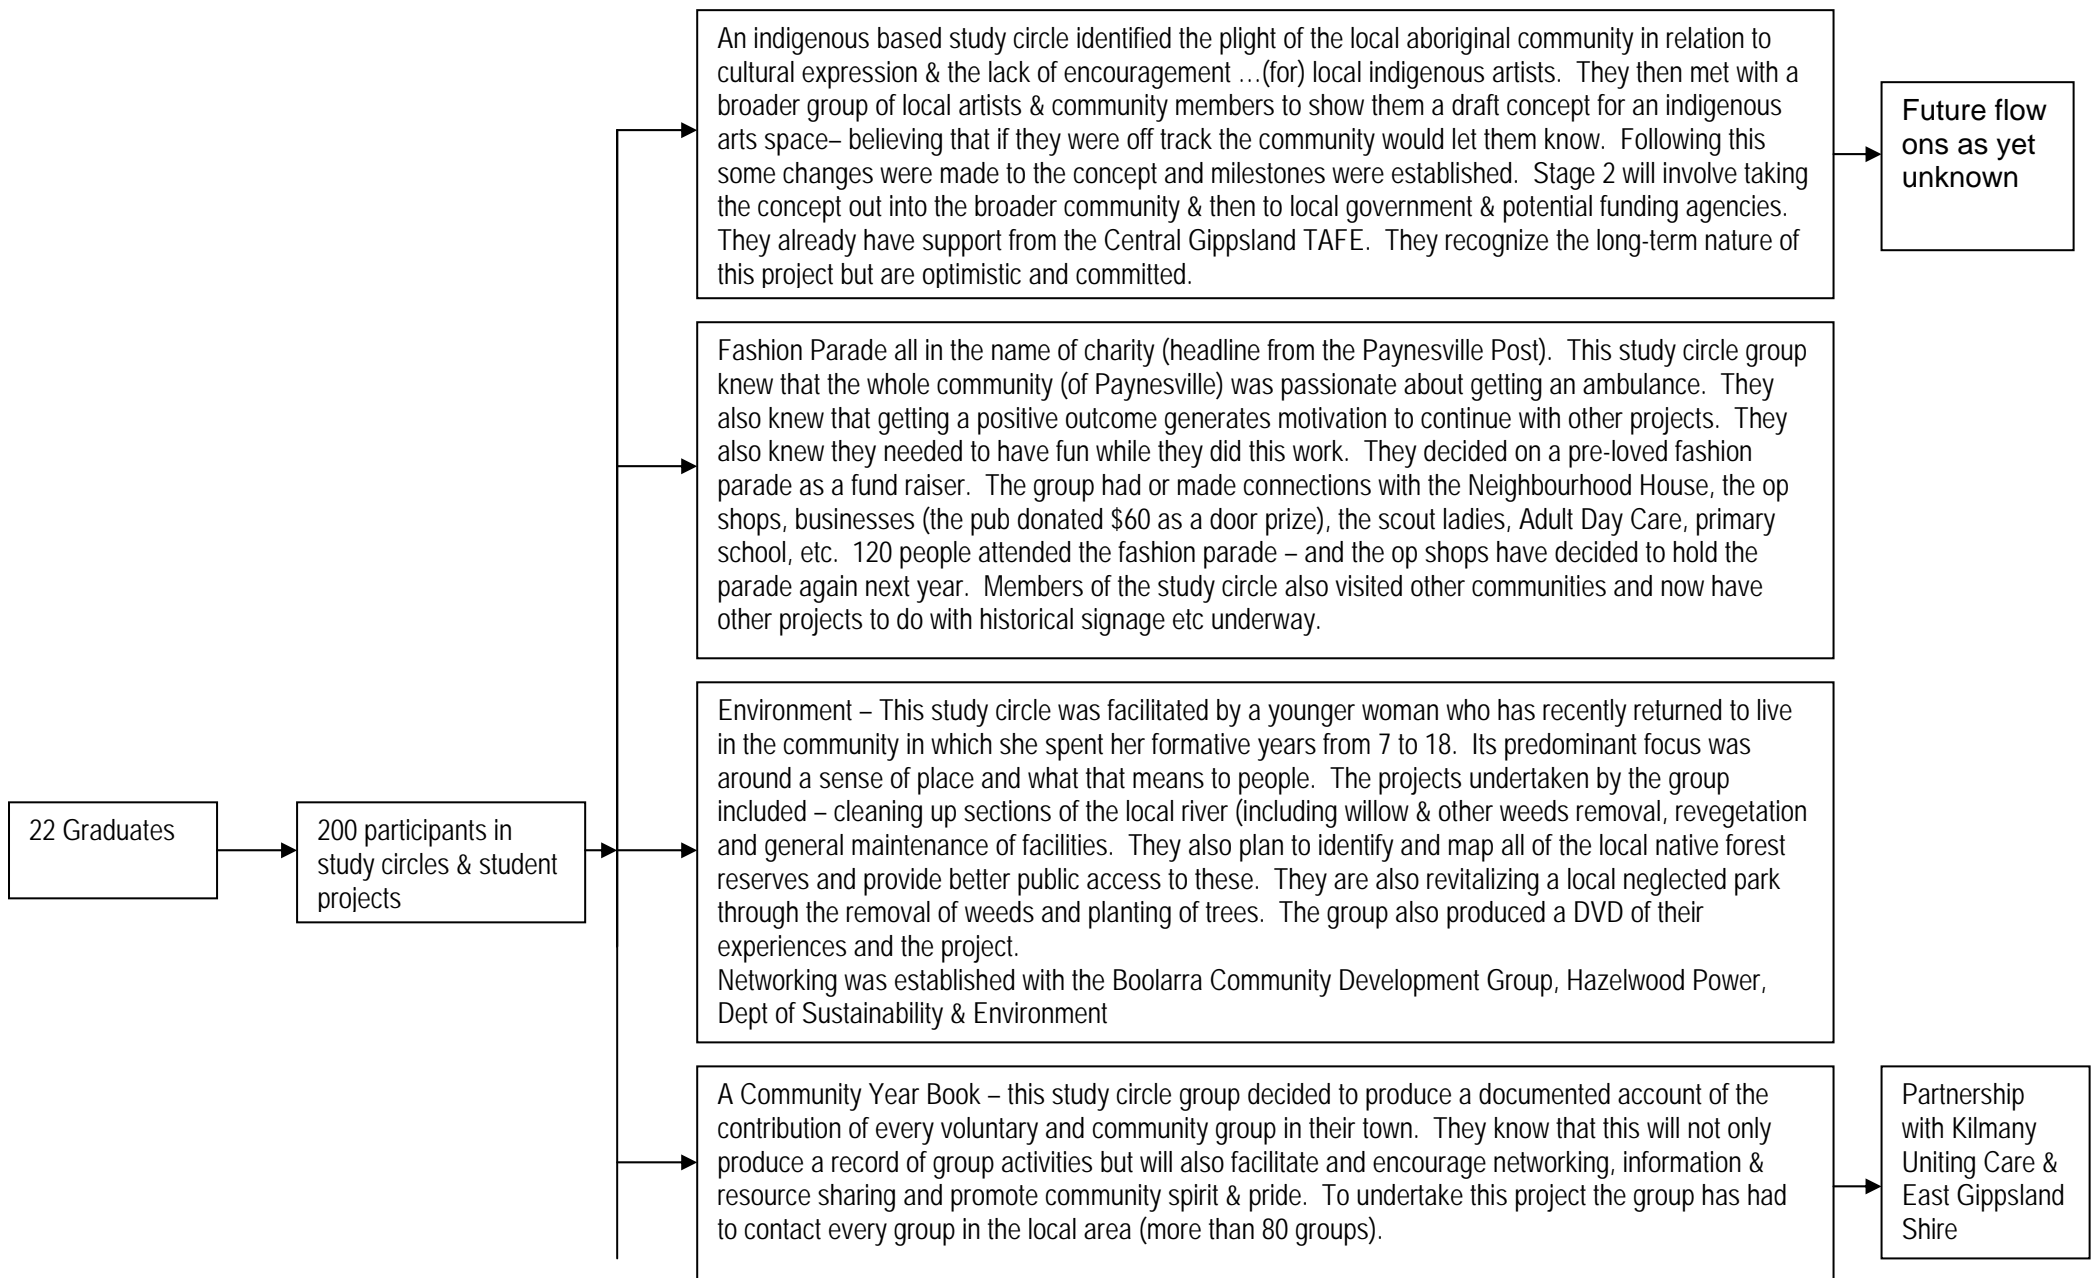 An indigenous based study circle identified the plight of the local aboriginal community in relation to
cultural expression & the lack of encouragement …(for) local indigenous artists. They then met with a
broader group of local artists & community members to show them a draft concept for an indigenous
arts space– believing that if they were off track the community would let them know. Following this
some changes were made to the concept and milestones were established. Stage 2 will involve taking
the concept out into the broader community & then to local government & potential funding agencies.
They already have support from the Central Gippsland TAFE. They recognize the long-term nature of
this project but are optimistic and committed.
Future flow
ons as yet
unknown
Fashion Parade all in the name of charity (headline from the Paynesville Post). This study circle group
knew that the whole community (of Paynesville) was passionate about getting an ambulance. They
also knew that getting a positive outcome generates motivation to continue with other projects. They
also knew they needed to have fun while they did this work. They decided on a pre-loved fashion
parade as a fund raiser. The group had or made connections with the Neighbourhood House, the op
shops, businesses (the pub donated $60 as a door prize), the scout ladies, Adult Day Care, primary
school, etc. 120 people attended the fashion parade – and the op shops have decided to hold the
parade again next year. Members of the study circle also visited other communities and now have
other projects to do with historical signage etc underway.
22 Graduates
200 participants in
study circles & student
projects
Environment – This study circle was facilitated by a younger woman who has recently returned to live
in the community in which she spent her formative years from 7 to 18. Its predominant focus was
around a sense of place and what that means to people. The projects undertaken by the group
included – cleaning up sections of the local river (including willow & other weeds removal, revegetation
and general maintenance of facilities. They also plan to identify and map all of the local native forest
reserves and provide better public access to these. They are also revitalizing a local neglected park
through the removal of weeds and planting of trees. The group also produced a DVD of their
experiences and the project.
Networking was established with the Boolarra Community Development Group, Hazelwood Power,
Dept of Sustainability & Environment
A Community Year Book – this study circle group decided to produce a documented account of the
contribution of every voluntary and community group in their town. They know that this will not only
produce a record of group activities but will also facilitate and encourage networking, information &
resource sharing and promote community spirit & pride. To undertake this project the group has had
to contact every group in the local area (more than 80 groups).
Partnership
with Kilmany
Uniting Care &
East Gippsland
Shire